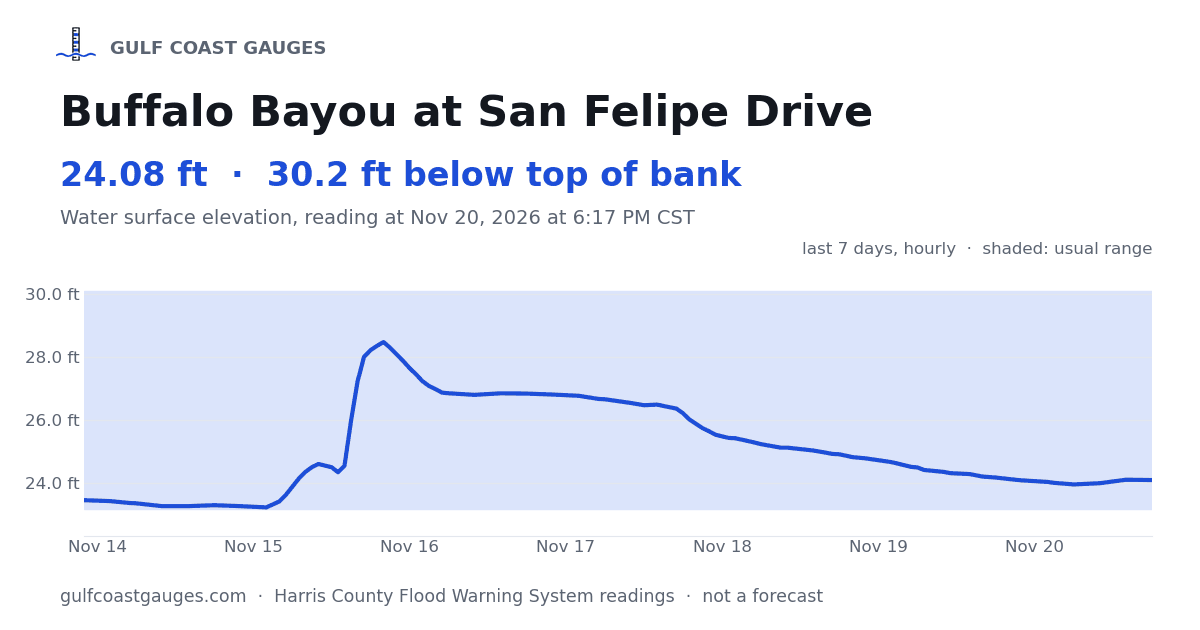 GULF COAST GAUGES
Buffalo Bayou at San Felipe Drive
24.08 ft · 30.2 ft below top of bank
Water surface elevation, reading at Nov 20, 2026 at 6:17 PM CST
last 7 days, hourly · shaded: usual range
30.0 ft
28.0 ft
26.0 ft
24.0 ft
Nov 14 Nov 15 Nov 16 Nov 17 Nov 18 Nov 19 Nov 20
gulfcoastgauges.com · Harris County Flood Warning System readings · not a forecast